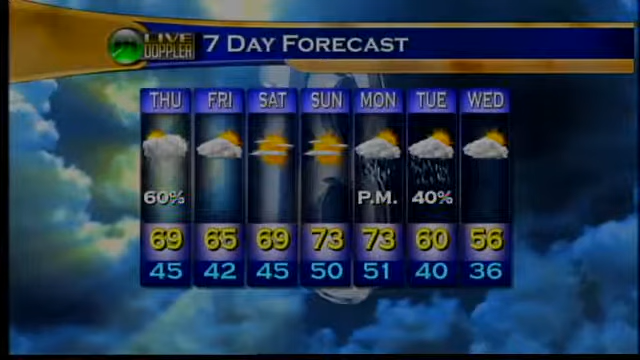 LIVE
DOPPLER
7 DAY FORECAST
THU FRI SAT SUN MON TUE WED
60% P.M. 40%
69 65 69 73 73 60 56
45 42 45 50 51 40 36